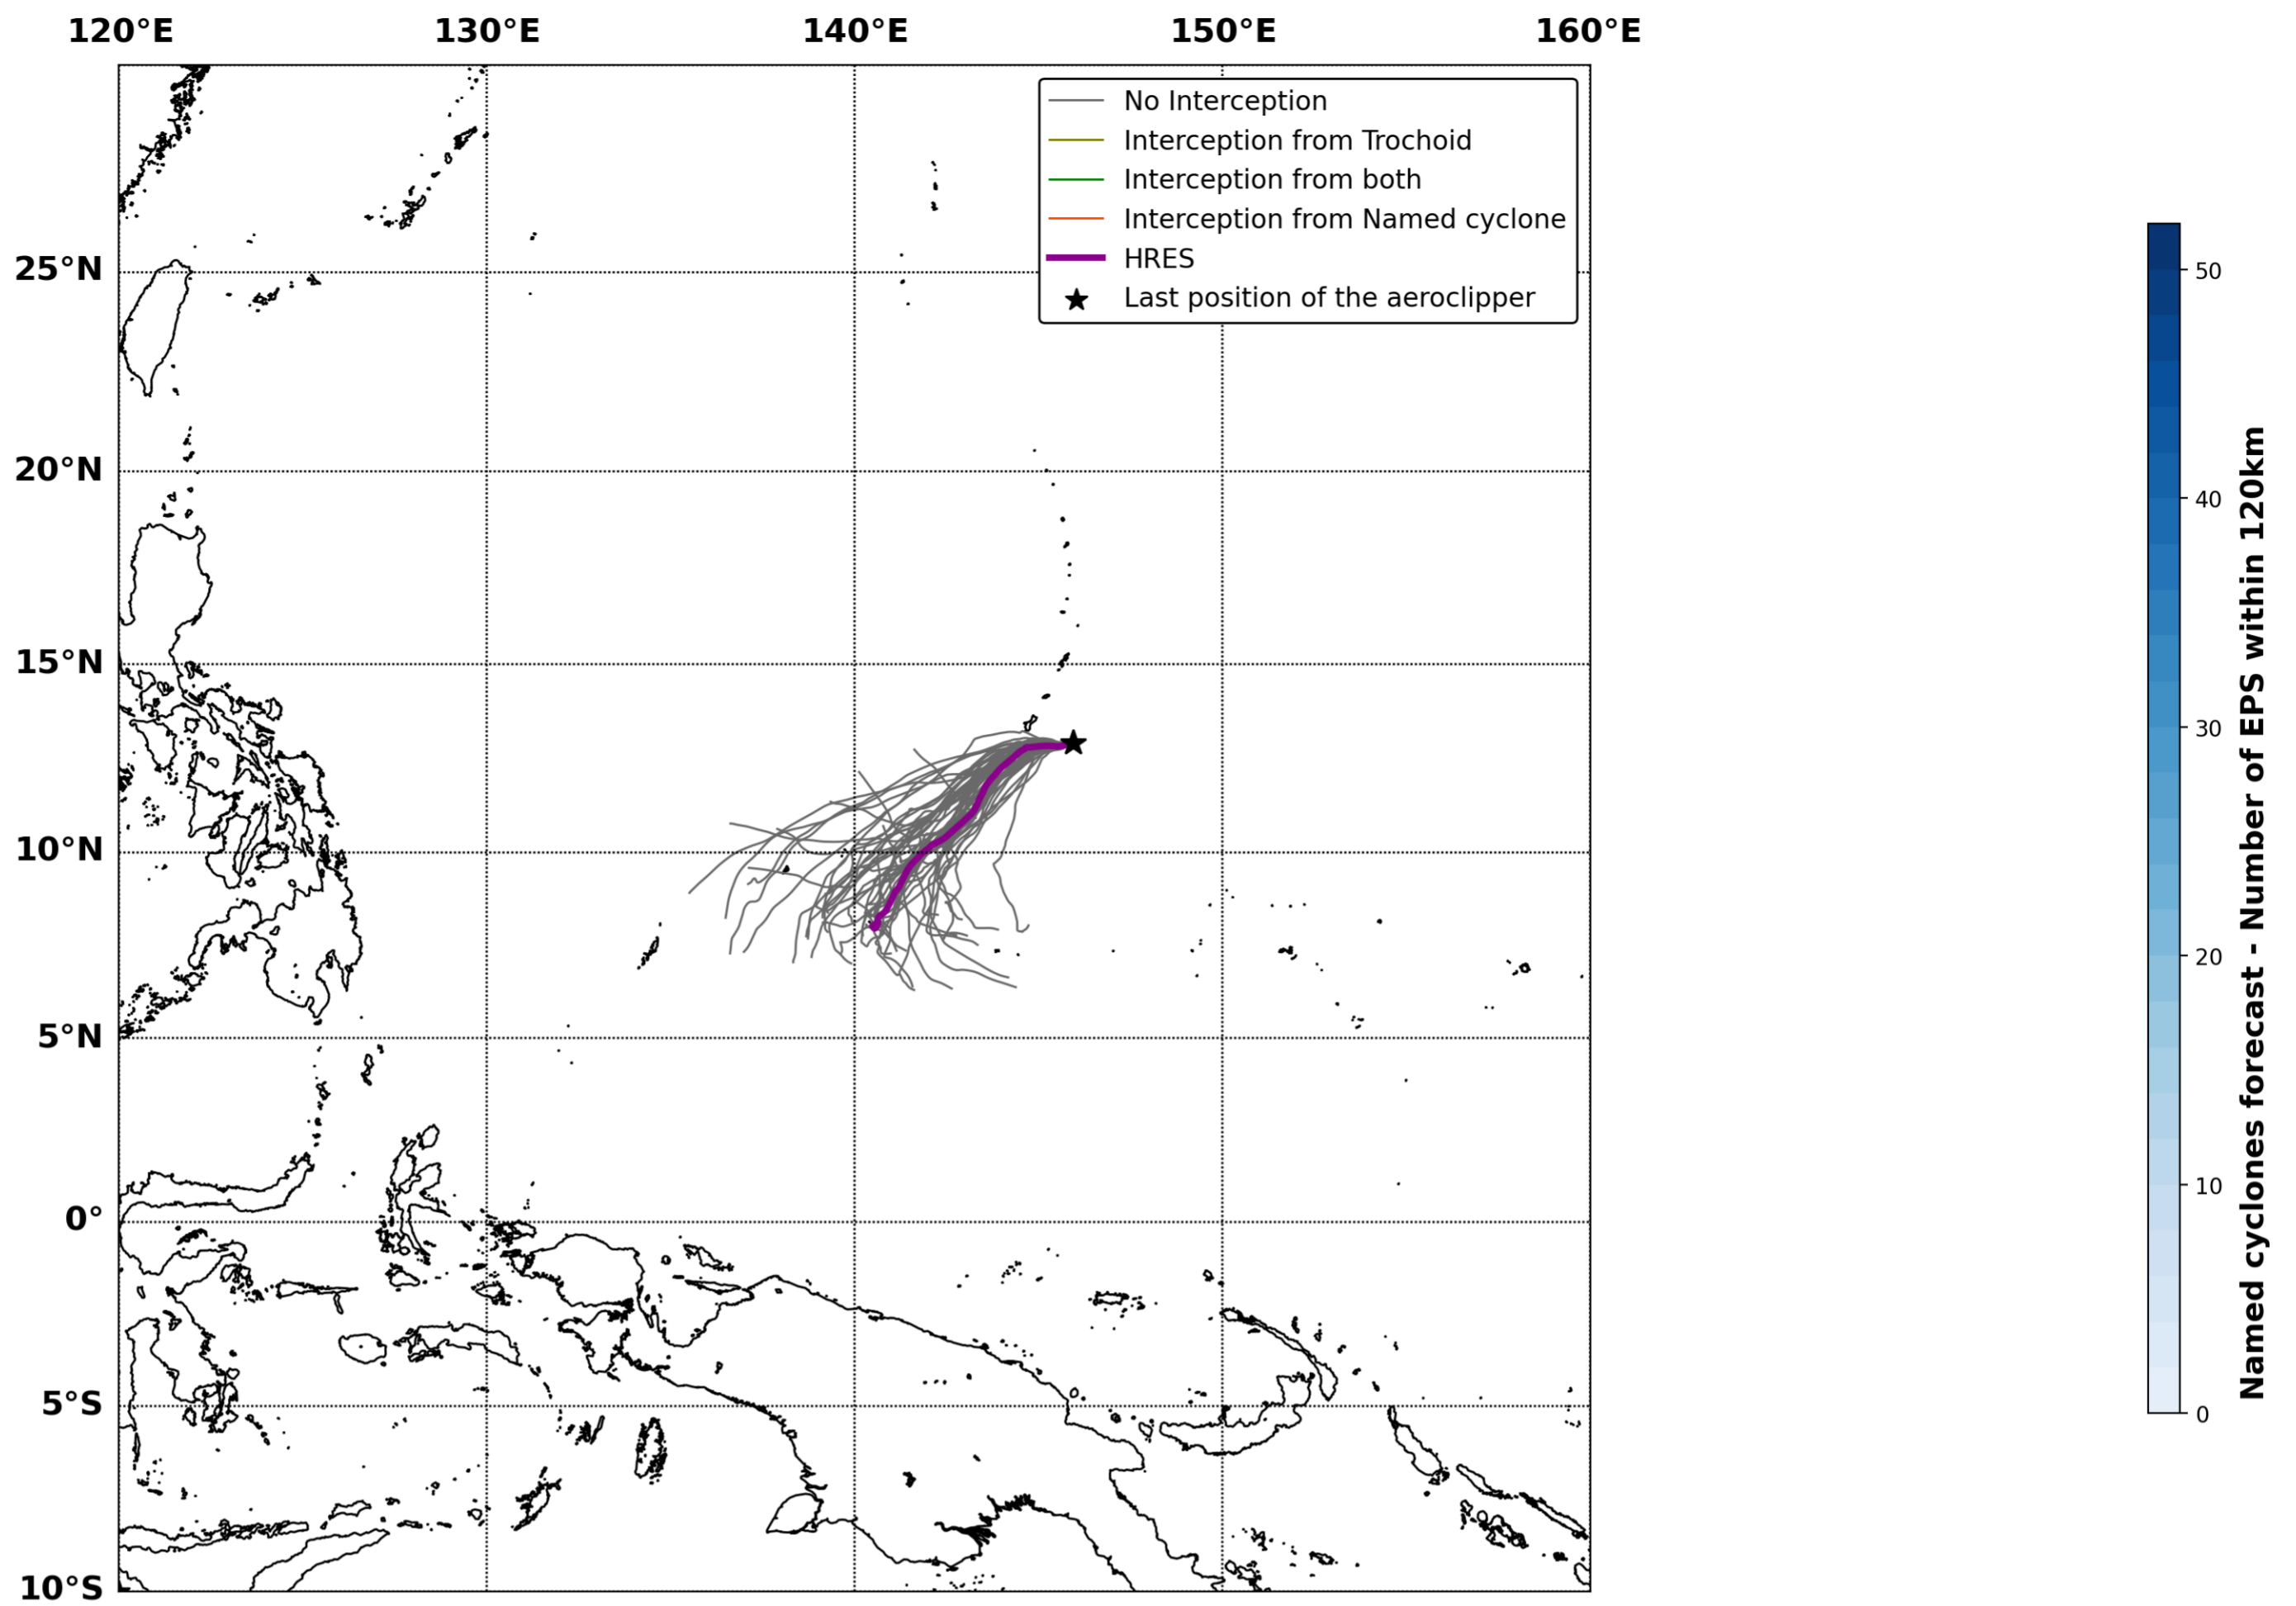 120°E 130°E 140°E 150°E 160°E
No Interception
Interception from Trochoid
Interception from both
Interception from Named cyclone
HRES
Last position of the aeroclipper
25°N
20°N
15°N
10°N
5°N
0°
5°S
10°S
50
40
30
20
10
0
Named cyclones forecast - Number of EPS within 120km